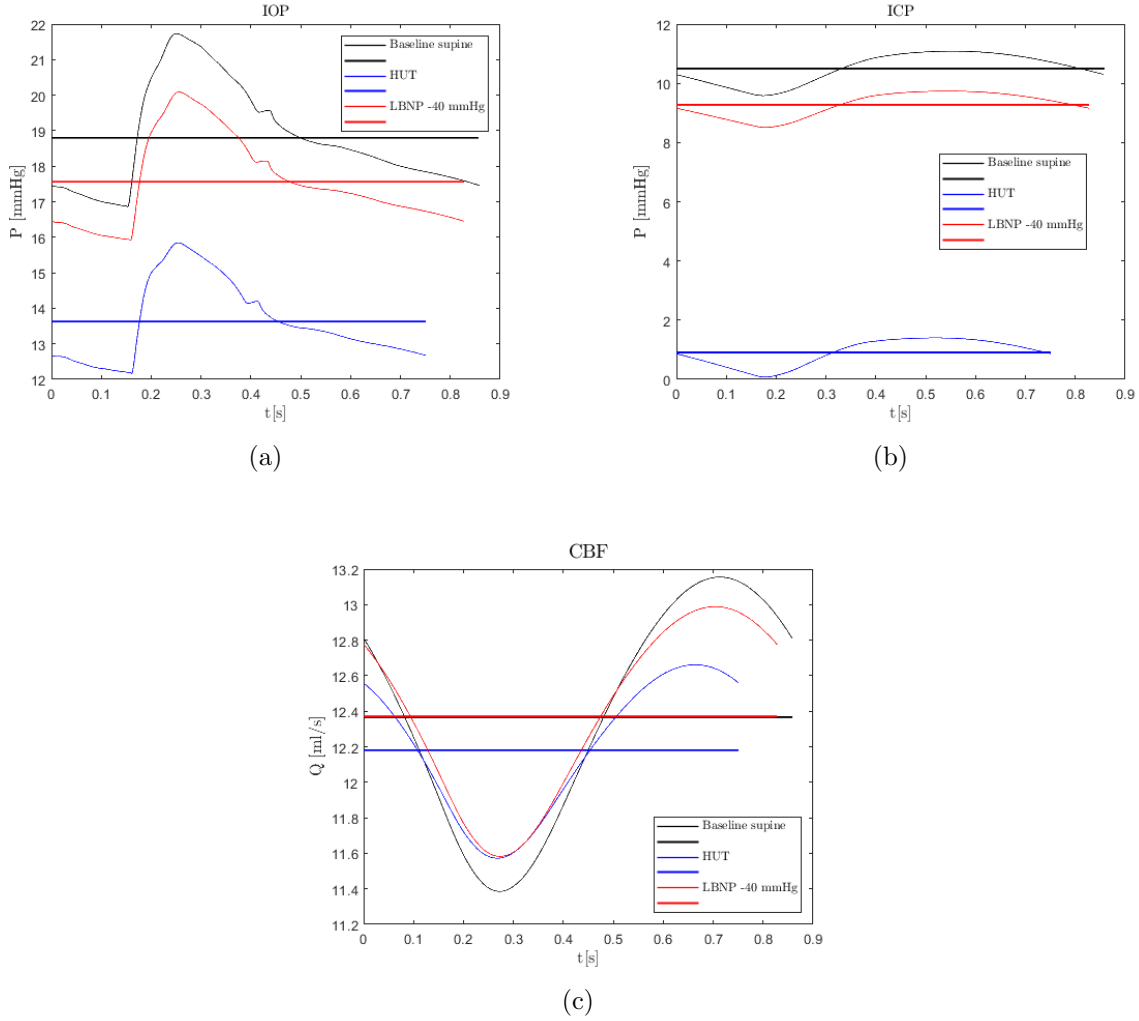 IOP
22
21
20
19
18
17
16
15
14
13
12
P [mmHg]
0
0.1
0.2
0.3
0.4
0.5
0.6
0.7
0.8
0.9
t[s]
Baseline supine
HUT
LBNP -40 mmHg
(a)
ICP
12
10
8
6
4
2
0
P [mmHg]
0
0.1
0.2
0.3
0.4
0.5
0.6
0.7
0.8
0.9
t[s]
Baseline supine
HUT
LBNP -40 mmHg
(b)
CBF
13.2
13
12.8
12.6
12.4
12.2
12
11.8
11.6
11.4
11.2
Q [ml/s]
0
0.1
0.2
0.3
0.4
0.5
0.6
0.7
0.8
0.9
t[s]
Baseline supine
HUT
LBNP -40 mmHg
(c)